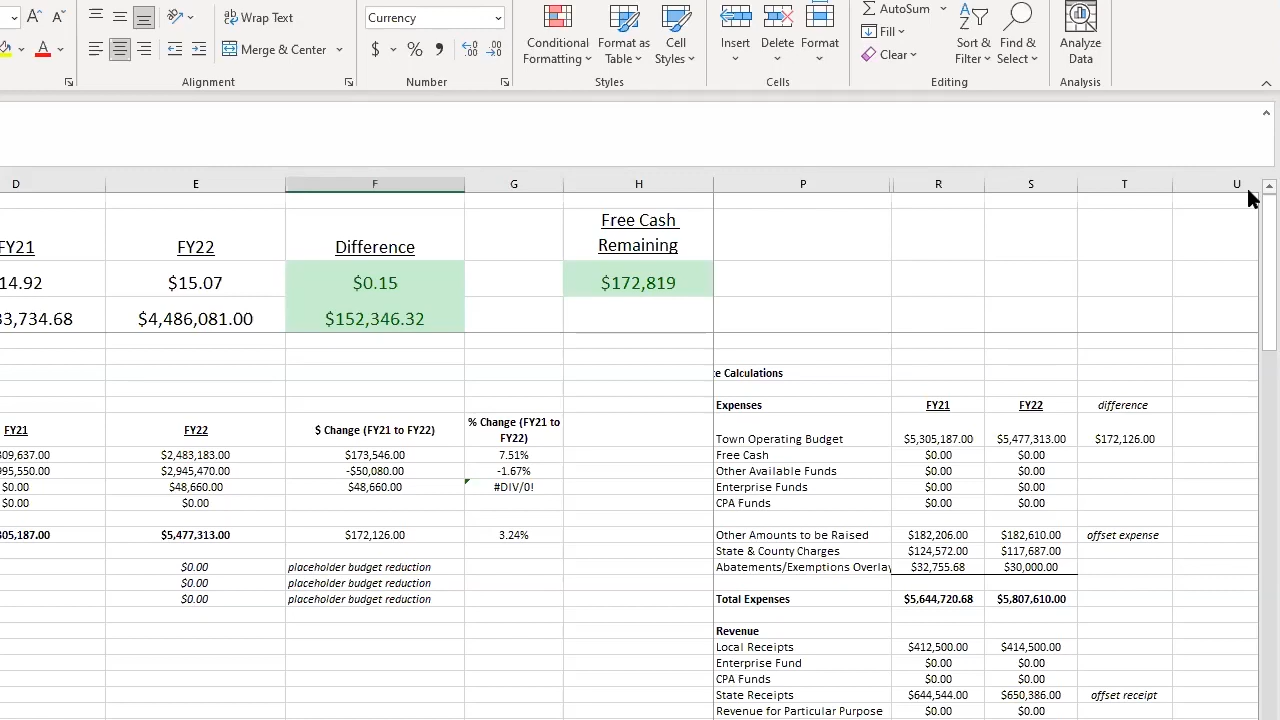 Wrap Text
Currency
Merge & Center
$
%
Conditional Formatting
Format as Table
Cell Styles
Insert
Delete
Format
AutoSum
Fill
Clear
Sort & Filter
Find & Select
Analyze Data
Alignment
Number
Styles
Cells
Editing
Analysis
D E F G H P R S T U
FY21 FY22 Difference Free Cash Remaining
14.92 $15.07 $0.15 $172,819
33,734.68 $4,486,081.00 $152,346.32
e Calculations
Expenses FY21 FY22 difference
FY21 FY22 $ Change (FY21 to FY22) % Change (FY21 to FY22)
Town Operating Budget $5,305,187.00 $5,477,313.00 $172,126.00
309,637.00 $2,483,183.00 $173,546.00 7.51% Free Cash $0.00 $0.00
995,550.00 $2,945,470.00 -$50,080.00 -1.67% Other Available Funds $0.00 $0.00
$0.00 $48,660.00 $48,660.00 #DIV/0! Enterprise Funds $0.00 $0.00
$0.00 $0.00 CPA Funds $0.00 $0.00
305,187.00 $5,477,313.00 $172,126.00 3.24% Other Amounts to be Raised $182,206.00 $182,610.00 offset expense
State & County Charges $124,572.00 $117,687.00
$0.00 placeholder budget reduction Abatements/Exemptions Overlay $32,755.68 $30,000.00
$0.00 placeholder budget reduction
$0.00 placeholder budget reduction Total Expenses $5,644,720.68 $5,807,610.00
Revenue
Local Receipts $412,500.00 $414,500.00
Enterprise Fund $0.00 $0.00
CPA Funds $0.00 $0.00
State Receipts $644,544.00 $650,386.00 offset receipt
Revenue for Particular Purpose $0.00 $0.00